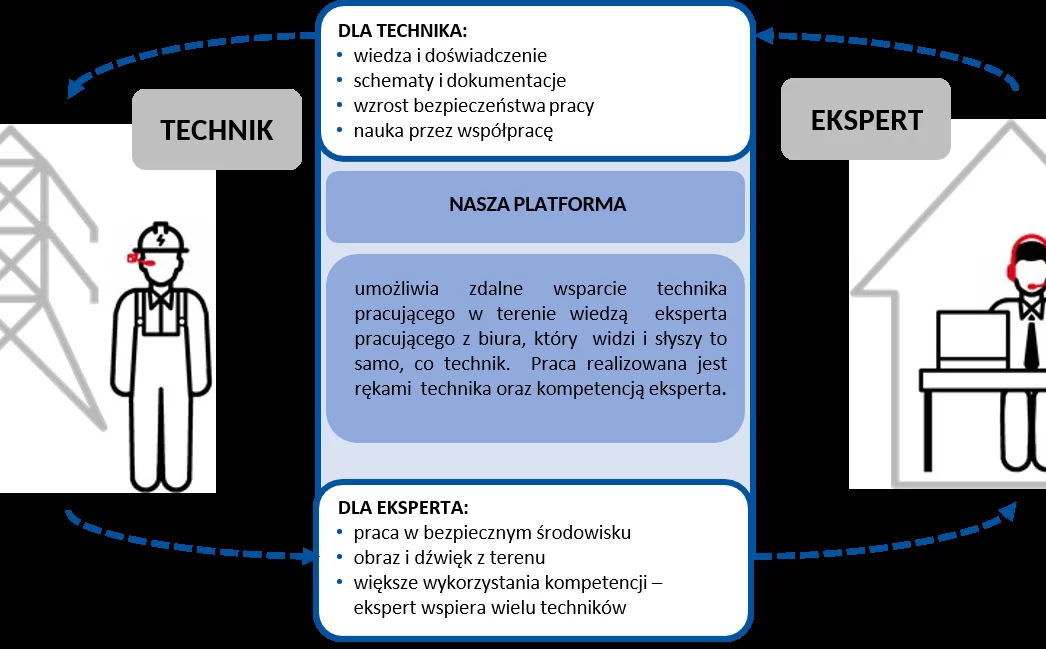 DLA TECHNIKA:
• wiedza i doświadczenie
• schematy i dokumentacje
• wzrost bezpieczeństwa pracy
• nauka przez współpracę
TECHNIK
EKSPERT
NASZA PLATFORMA
umożliwia zdalne wsparcie technika
pracującego w terenie wiedzą eksperta
pracującego z biura, który widzi i słyszy to
samo, co technik. Praca realizowana jest
rękami technika oraz kompetencją eksperta.
DLA EKSPERTA:
• praca w bezpiecznym środowisku
• obraz i dźwięk z terenu
• większe wykorzystania kompetencji –
ekspert wspiera wielu techników